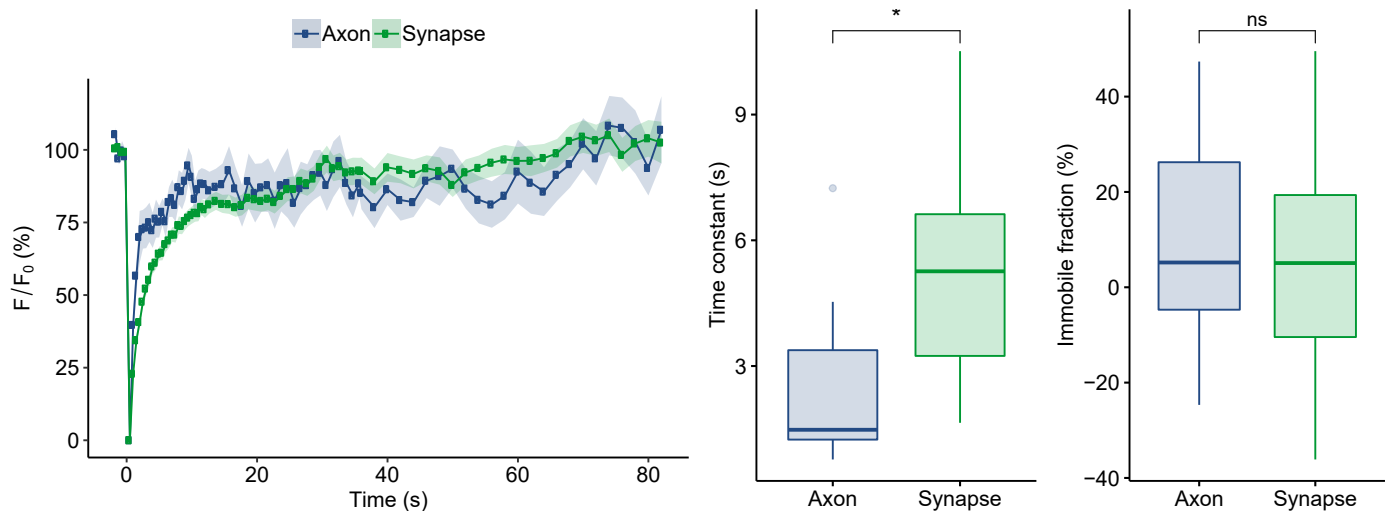 Axon Synapse
F/F0 (%)
100
75
50
25
0
0 20 40 60 80
Time (s)
*
Time constant (s)
9
6
3
Axon Synapse
ns
Immobile fraction (%)
40
20
0
−20
−40
Axon Synapse